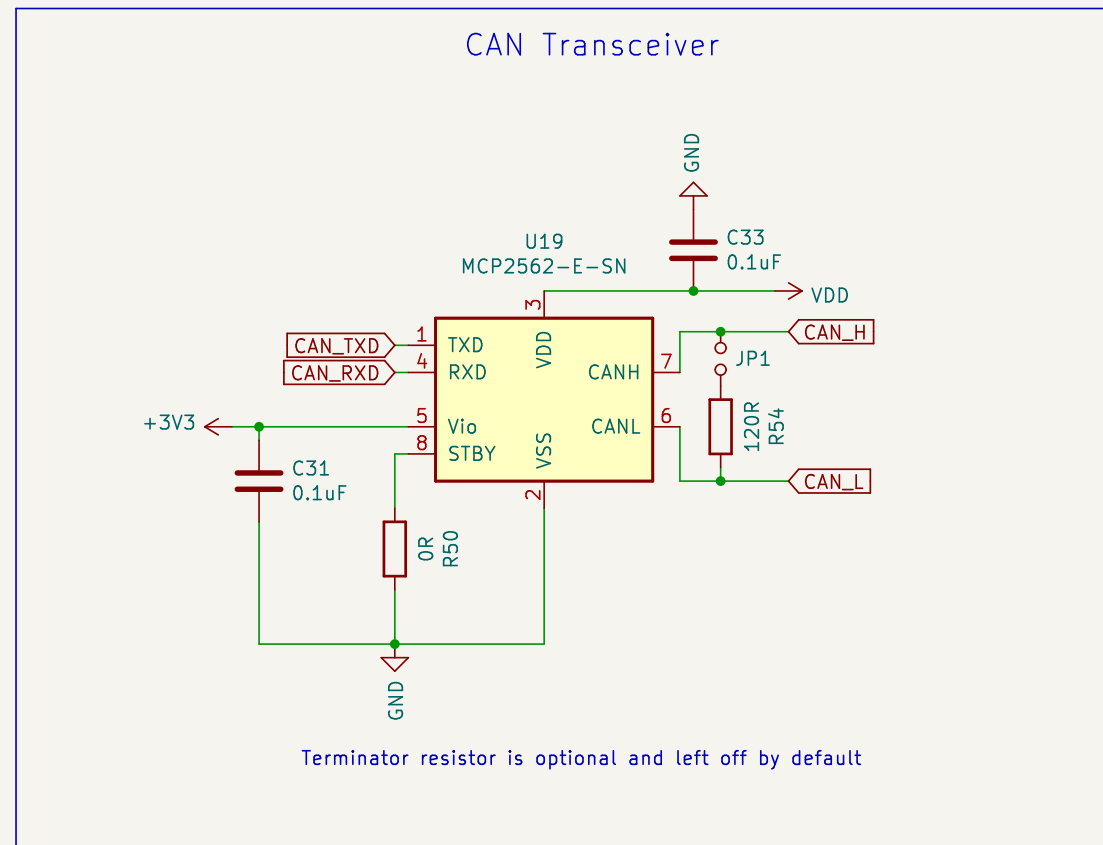 CAN Transceiver
GND
C33
0.1uF
U19
MCP2562-E-SN
VDD
3
CAN_TXD
1
TXD
VDD
CAN_H
CAN_RXD
4
RXD
CANH
7
JP1
+3V3
5
Vio
CANL
6
120R
R54
8
STBY
VSS
C31
0.1uF
CAN_L
2
0R
R50
GND
Terminator resistor is optional and left off by default